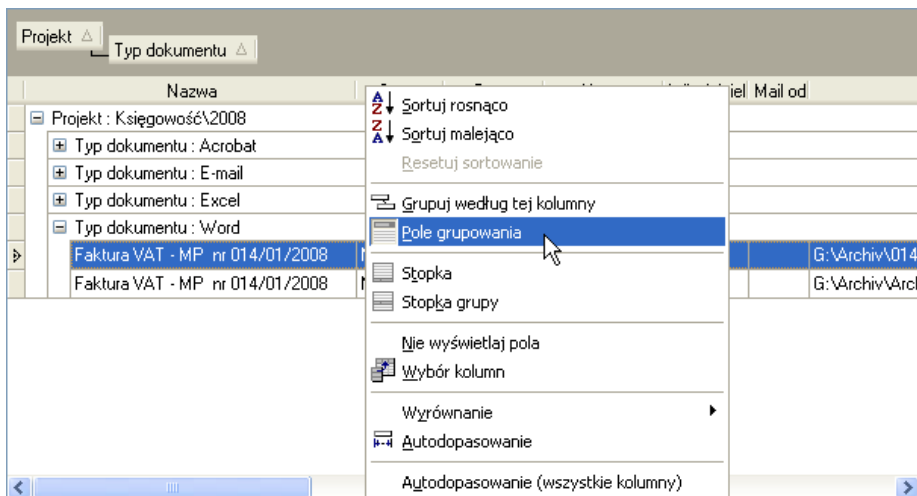 Projekt
Typ dokumentu
Nazwa
iel Mail od
Projekt : Księgowość\2008
Typ dokumentu : Acrobat
Typ dokumentu : E-mail
Typ dokumentu : Excel
Typ dokumentu : Word
Faktura VAT - MP nr 014/01/2008
G:\Archiv\014
Faktura VAT - MP nr 014/01/2008
G:\Archiv\Arcl
Sortuj rosnąco
Sortuj malejąco
Resetuj sortowanie
Grupuj według tej kolumny
Pole grupowania
Stopka
Stopka grupy
Nie wyświetlaj pola
Wybór kolumn
Wyrównanie
Autodopasowanie
Autodopasowanie (wszystkie kolumny)